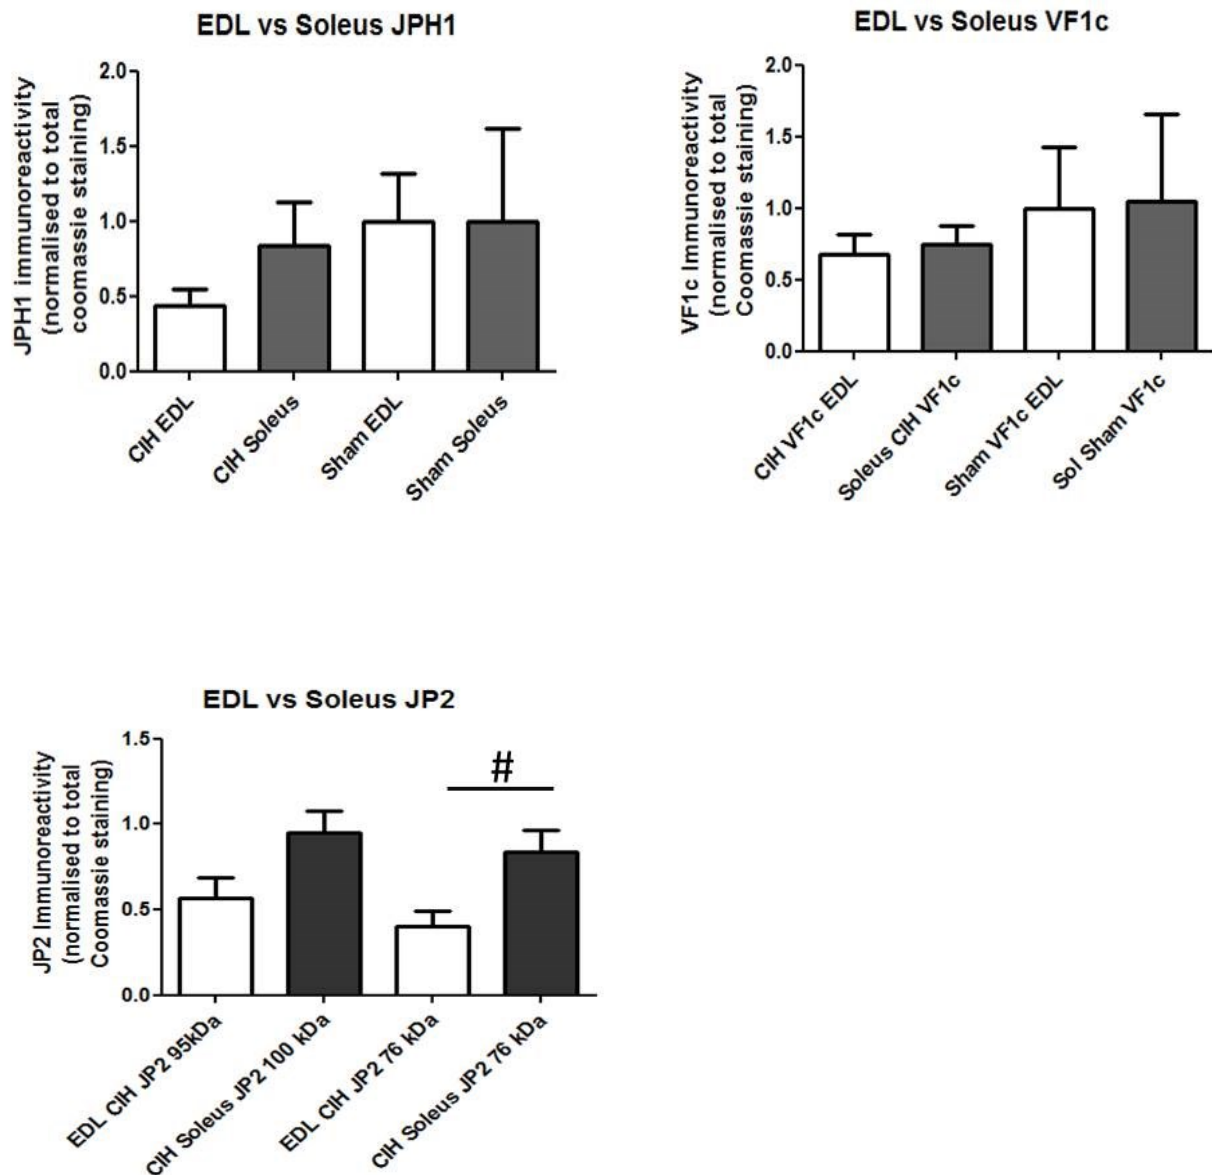 EDL vs Soleus JPH1
JPH1 immunoreactivity
(normalised to total
coomassie staining)
2.0
1.5
1.0
0.5
0.0
CIH EDL
CIH Soleus
Sham EDL
Sham Soleus
EDL vs Soleus VF1c
VF1c Immunoreactivity
(normalised to total
Coomassie staining)
2.0
1.5
1.0
0.5
0.0
CIH VF1c EDL
Soleus CIH VF1c
Sham VF1c EDL
Sol Sham VF1c
EDL vs Soleus JP2
JP2 Immunoreactivity
(normalised to total
Coomassie staining)
1.5
1.0
0.5
0.0
#
EDL CIH JP2 95kDa
CIH Soleus JP2 100 kDa
EDL CIH JP2 76 kDa
CIH Soleus JP2 76 kDa